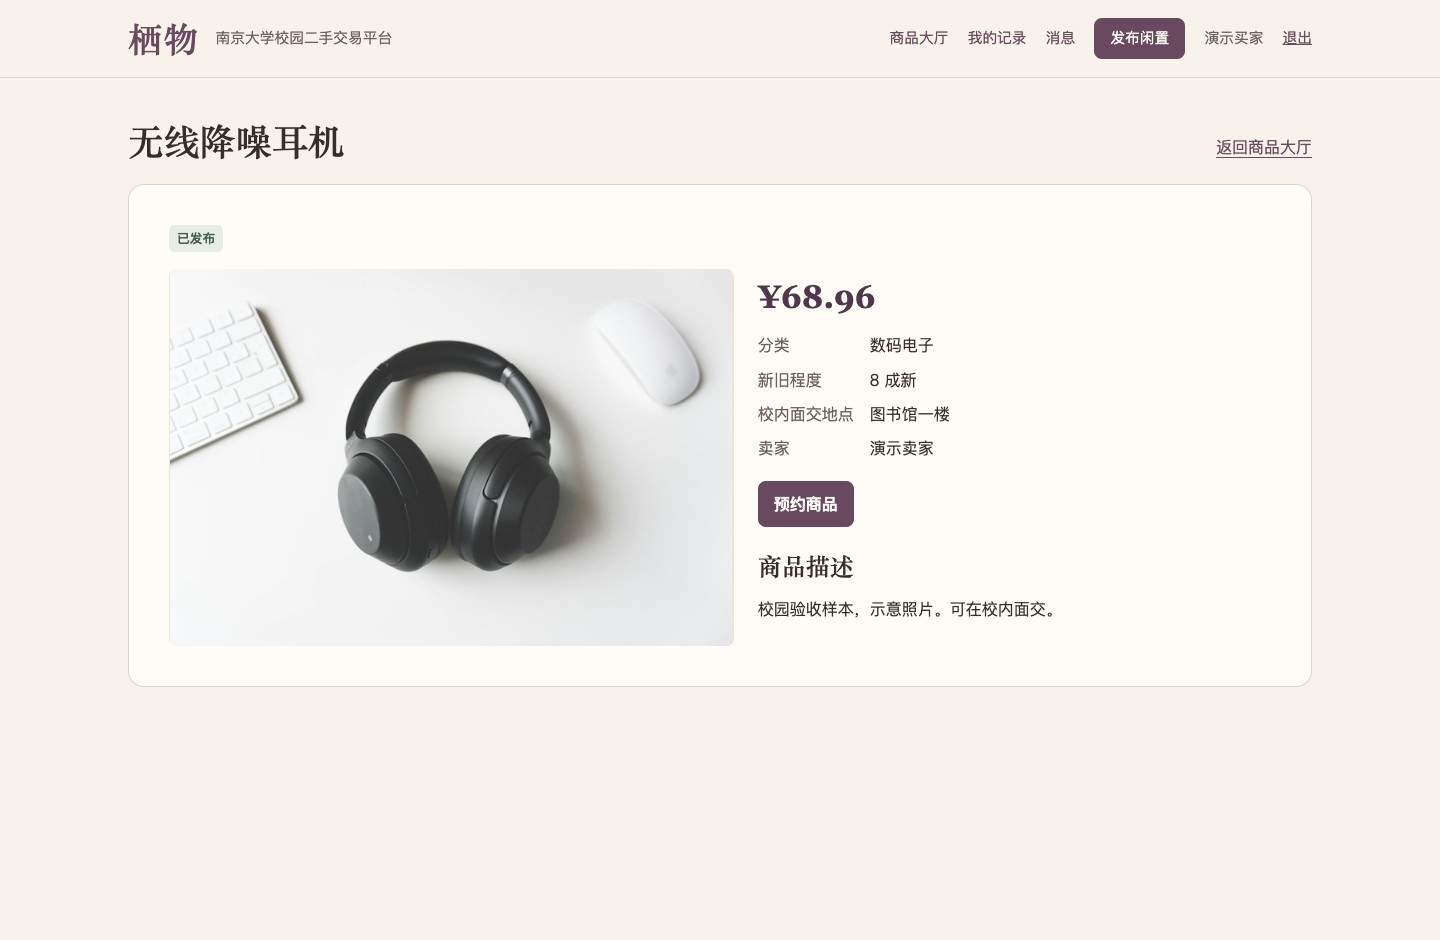 栖物 南京大学校园二手交易平台 商品大厅 我的记录 消息 发布闲置 演示买家 退出
无线降噪耳机 返回商品大厅
已发布
¥68.96
分类 数码电子
新旧程度 8 成新
校内面交地点 图书馆一楼
卖家 演示卖家
预约商品
商品描述
校园验收样本，示意照片。可在校内面交。